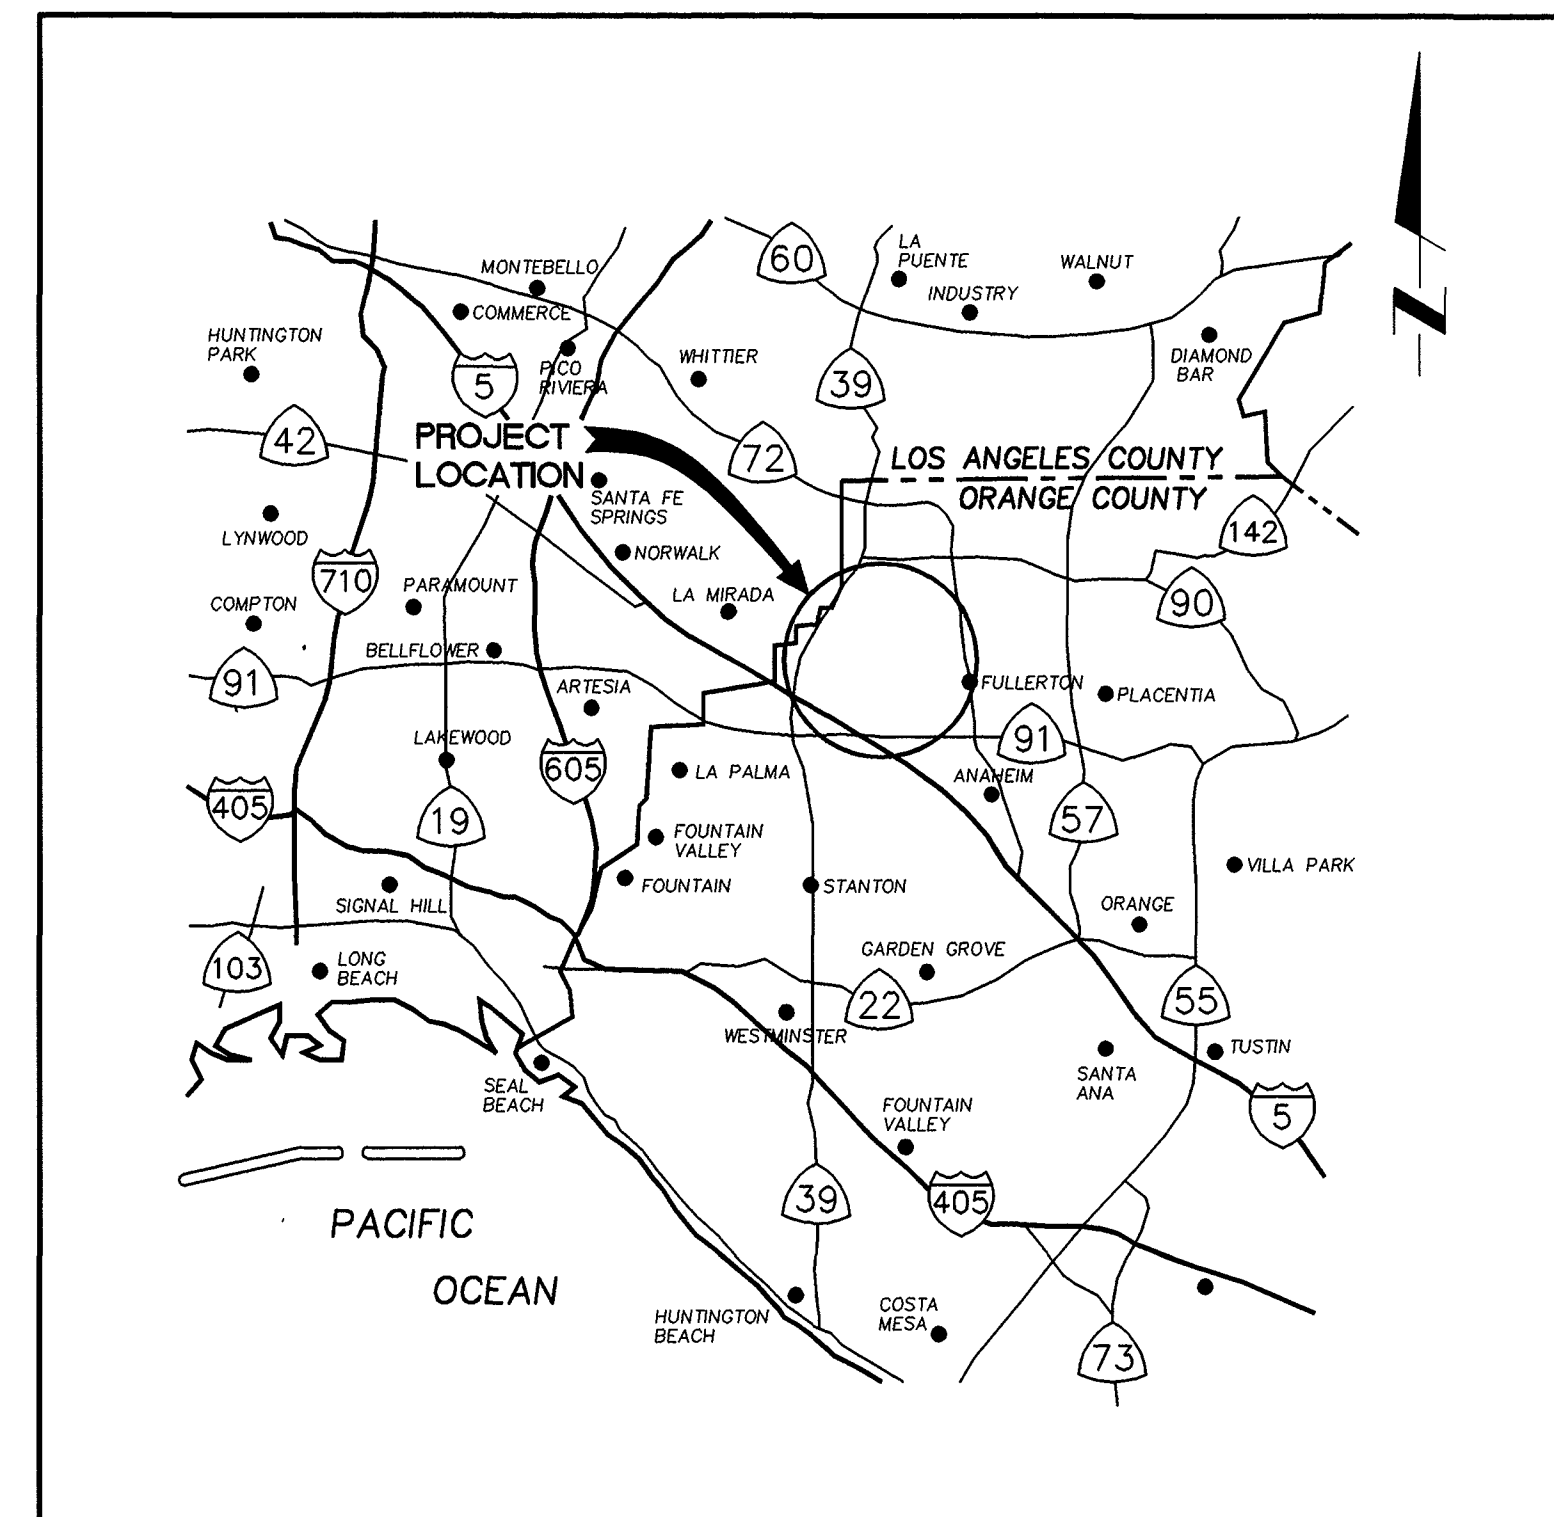 LA
PUENTE
60
WALNUT
MONTEBELLO
INDUSTRY
COMMERCE
HUNTINGTON
PARK
WHITTIER
DIAMOND
BAR
PICO
RIVIERA
5
39
42
PROJECT
LOCATION
72
LOS ANGELES COUNTY
ORANGE COUNTY
SANTA FE
SPRINGS
142
LYNWOOD
NORWALK
710
PARAMOUNT
LA MIRADA
COMPTON
90
BELLFLOWER
91
ARTESIA
FULLERTON
PLACENTIA
LAKEWOOD
91
605
LA PALMA
ANAHEIM
405
19
57
FOUNTAIN
VALLEY
VILLA PARK
FOUNTAIN
STANTON
SIGNAL HILL
ORANGE
GARDEN GROVE
103
LONG
BEACH
22
55
WESTMINSTER
TUSTIN
SANTA
ANA
SEAL
BEACH
FOUNTAIN
VALLEY
5
39
405
PACIFIC
OCEAN
HUNTINGTON
BEACH
COSTA
MESA
73